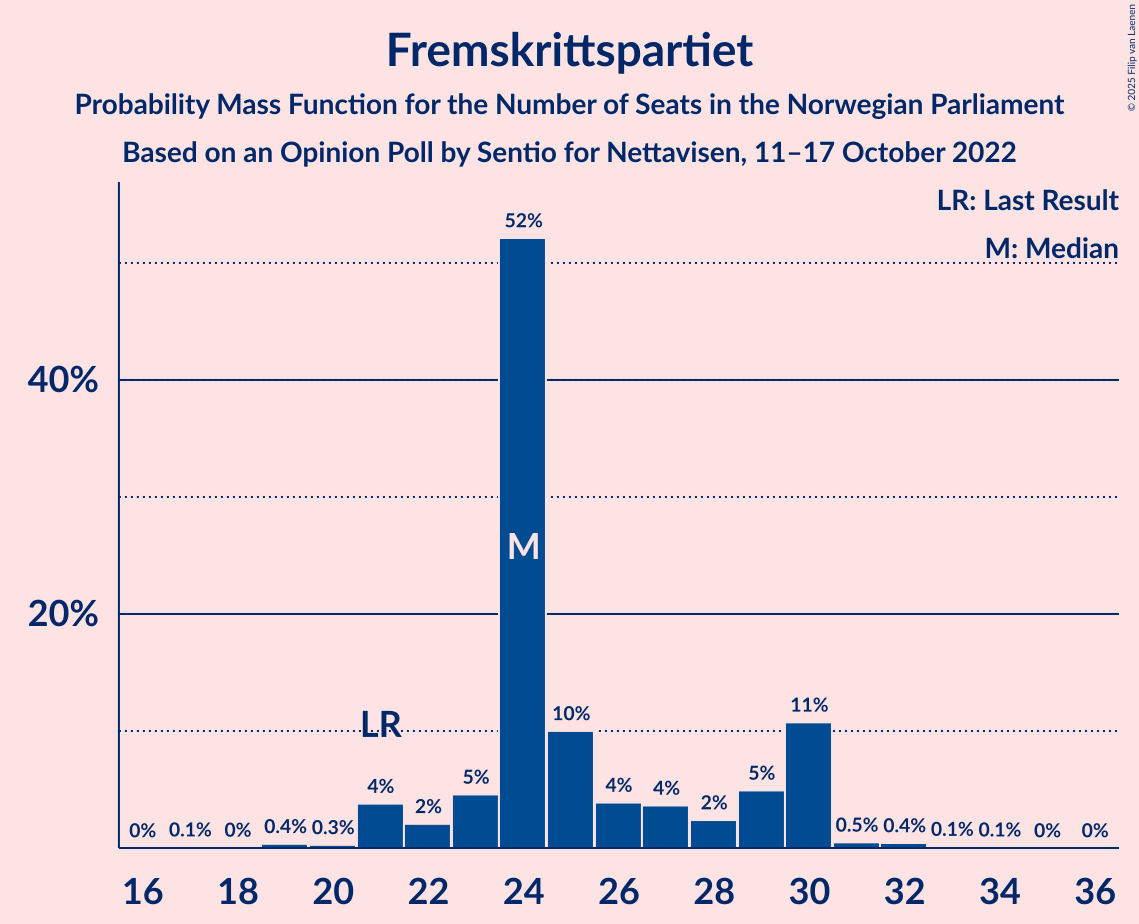 Fremskrittspartiet
Probability Mass Function for the Number of Seats in the Norwegian Parliament
Based on an Opinion Poll by Sentio for Nettavisen, 11–17 October 2022
© 2025 Filip van Laenen
LR: Last Result
M: Median
40%
20%
0% 0.1% 0% 0.4% 0.3% 4% 2% 5% 52% 10% 4% 4% 2% 5% 11% 0.5% 0.4% 0.1% 0.1% 0% 0%
LR
M
16 18 20 22 24 26 28 30 32 34 36